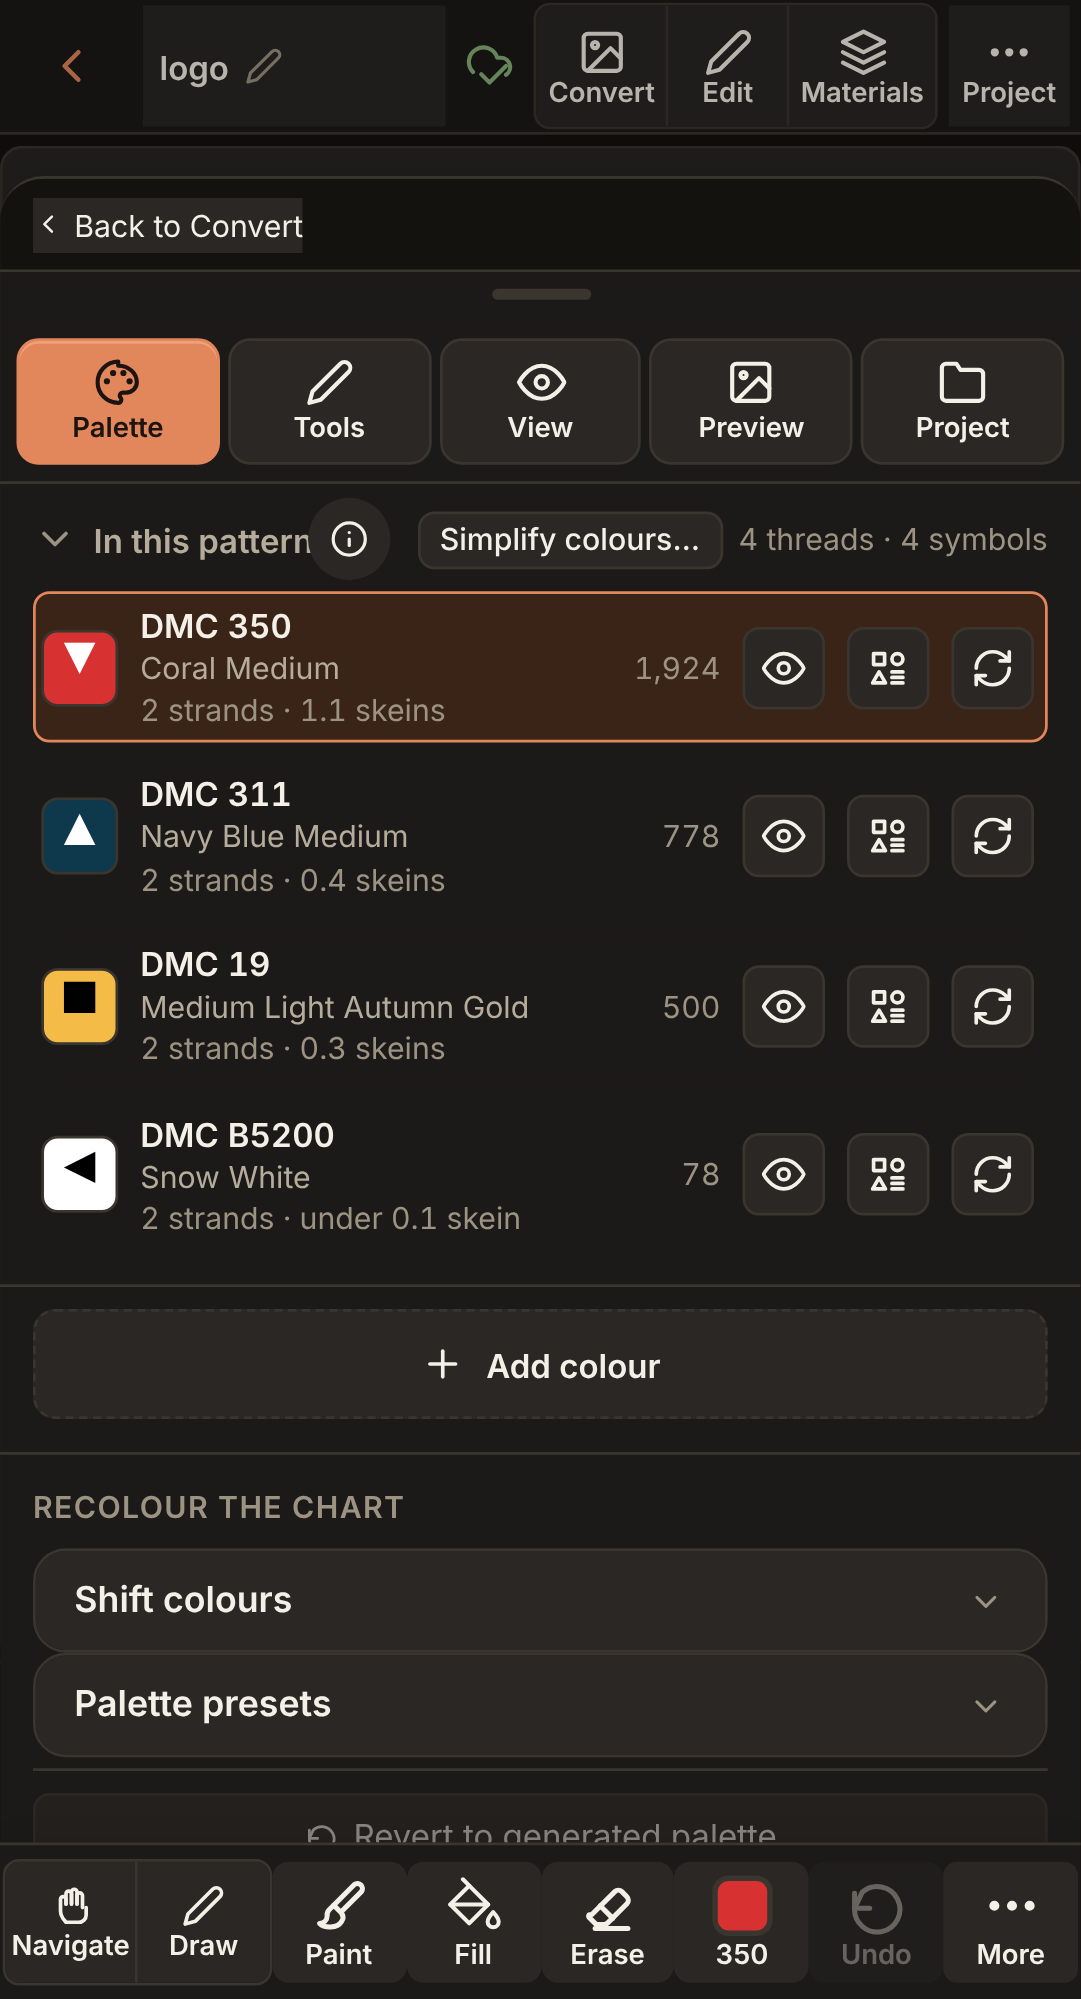 logo
Convert
Edit
Materials
Project
Back to Convert
Palette
Tools
View
Preview
Project
In this pattern
Simplify colours...
4 threads · 4 symbols
DMC 350
Coral Medium
2 strands · 1.1 skeins
1,924
DMC 311
Navy Blue Medium
2 strands · 0.4 skeins
778
DMC 19
Medium Light Autumn Gold
2 strands · 0.3 skeins
500
DMC B5200
Snow White
2 strands · under 0.1 skein
78
Add colour
RECOLOUR THE CHART
Shift colours
Palette presets
Revert to generated palette
Navigate
Draw
Paint
Fill
Erase
350
Undo
More